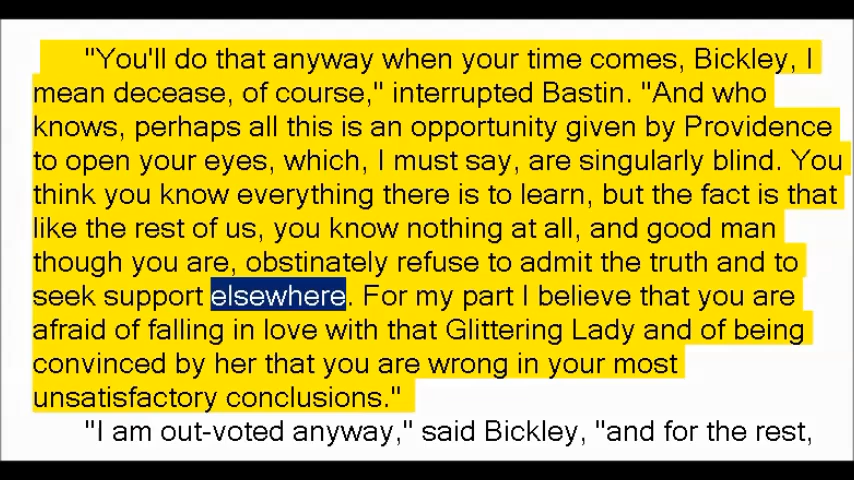 "You'll do that anyway when your time comes, Bickley, I
mean decease, of course," interrupted Bastin. "And who
knows, perhaps all this is an opportunity given by Providence
to open your eyes, which, I must say, are singularly blind. You
think you know everything there is to learn, but the fact is that
like the rest of us, you know nothing at all, and good man
though you are, obstinately refuse to admit the truth and to
seek support elsewhere. For my part I believe that you are
afraid of falling in love with that Glittering Lady and of being
convinced by her that you are wrong in your most
unsatisfactory conclusions."
"I am out-voted anyway," said Bickley, "and for the rest,